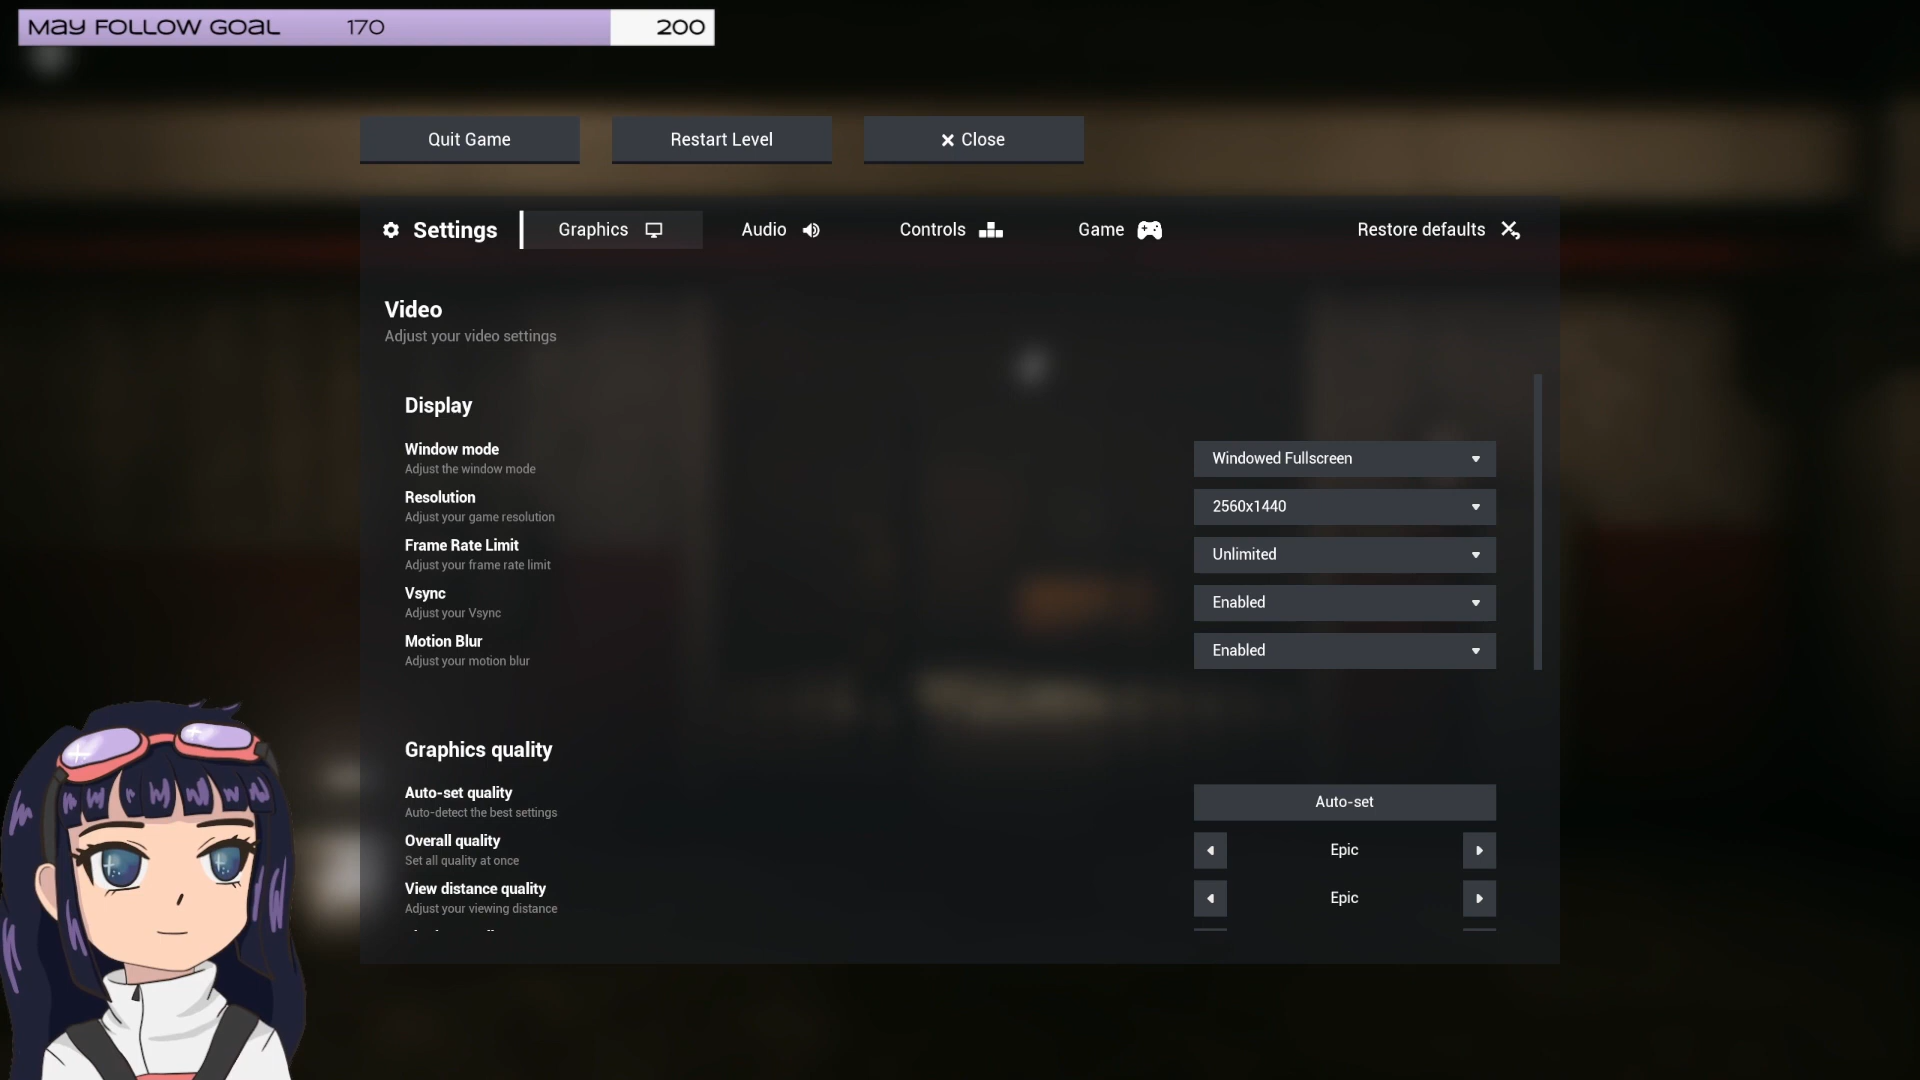 May FOLLOW GOAL 170 200
Quit Game Restart Level Close
Settings Graphics Audio Controls Game Restore defaults
Video
Adjust your video settings
Display
Window mode
Adjust the window mode
Windowed Fullscreen
Resolution
Adjust your game resolution
2560x1440
Frame Rate Limit
Adjust your frame rate limit
Unlimited
Vsync
Adjust your Vsync
Enabled
Motion Blur
Adjust your motion blur
Enabled
Graphics quality
Auto-set quality
Auto-detect the best settings
Auto-set
Overall quality
Set all quality at once
Epic
View distance quality
Adjust your viewing distance
Epic